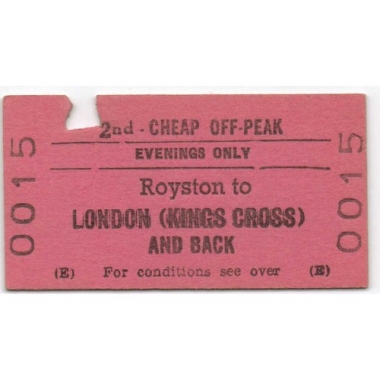 2nd - CHEAP OFF-PEAK
EVENINGS ONLY
Royston to
LONDON (KINGS CROSS)
AND BACK
(E) For conditions see over (E)
0015
0015